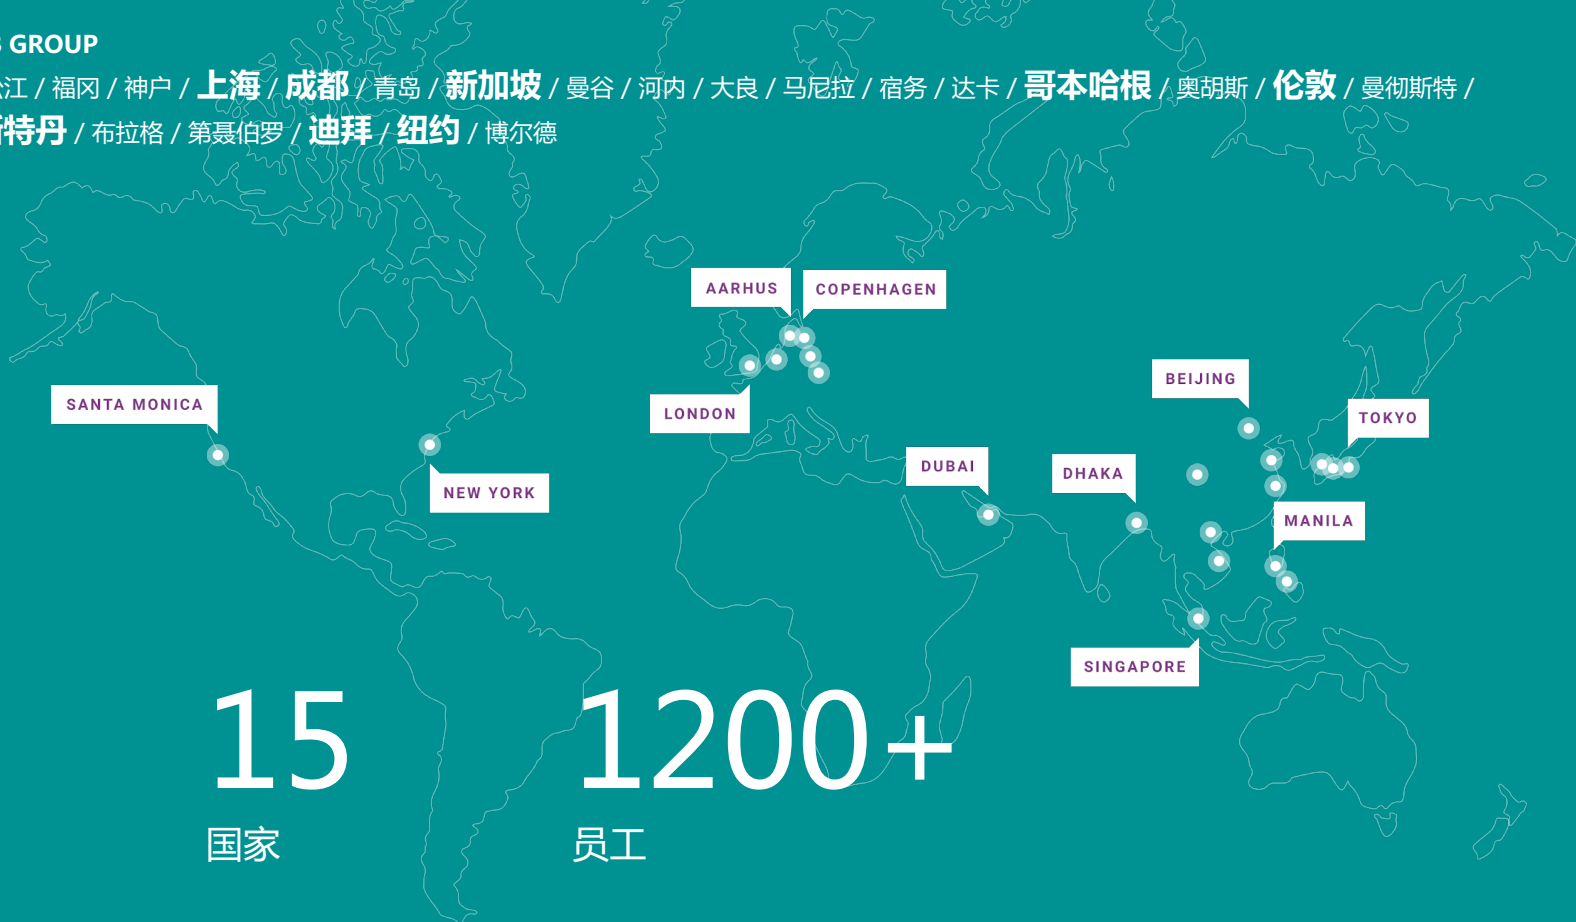 GROUP
江 / 福冈 / 神户 / 上海 / 成都 / 青岛 / 新加坡 / 曼谷 / 河内 / 大良 / 马尼拉 / 宿务 / 达卡 / 哥本哈根 / 奥胡斯 / 伦敦 / 曼彻斯特 /
特丹 / 布拉格 / 第聂伯罗 / 迪拜 / 纽约 / 博尔德
AARHUS
COPENHAGEN
BEIJING
SANTA MONICA
LONDON
TOKYO
DUBAI
DHAKA
NEW YORK
MANILA
SINGAPORE
15
1200+
国家
员工